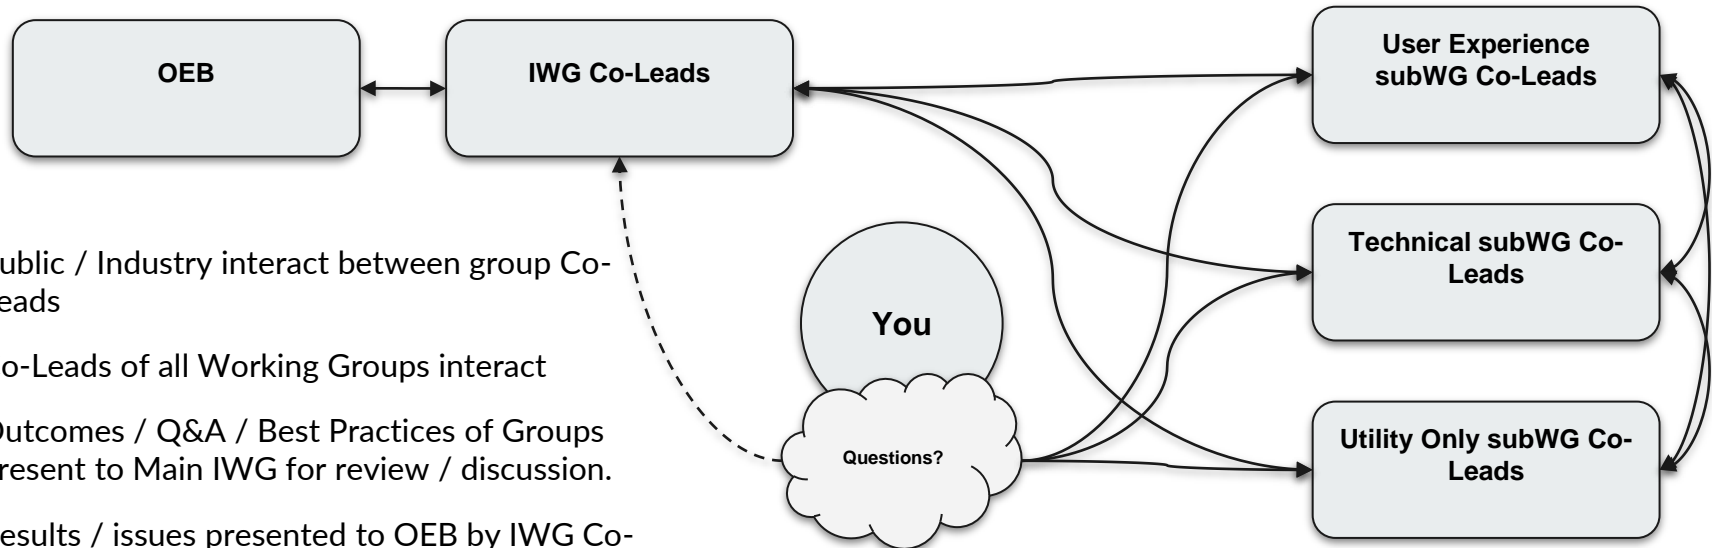 OEB
IWG Co-Leads
User Experience
subWG Co-Leads
Technical subWG Co-
Leads
Utility Only subWG Co-
Leads
You
Questions?
ublic / Industry interact between group Co-
eads
o-Leads of all Working Groups interact
utcomes / Q&A / Best Practices of Groups
resent to Main IWG for review / discussion.
esults / issues presented to OEB by IWG Co-